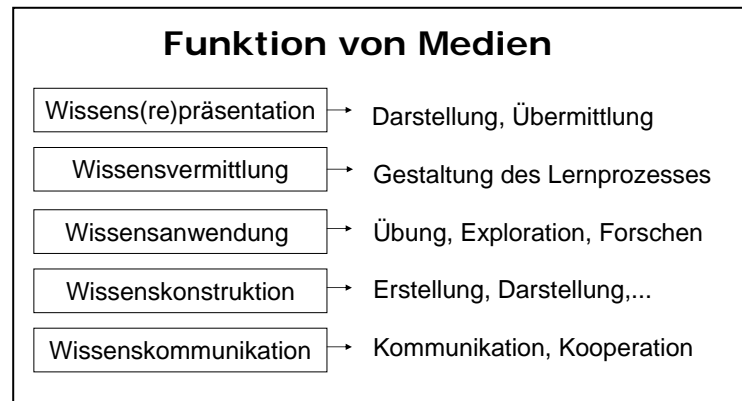 Funktion von Medien
Wissens(re)präsentation
Darstellung, Übermittlung
Wissensvermittlung
Gestaltung des Lernprozesses
Wissensanwendung
Übung, Exploration, Forschen
Wissenskonstruktion
Erstellung, Darstellung,...
Wissenskommunikation
Kommunikation, Kooperation